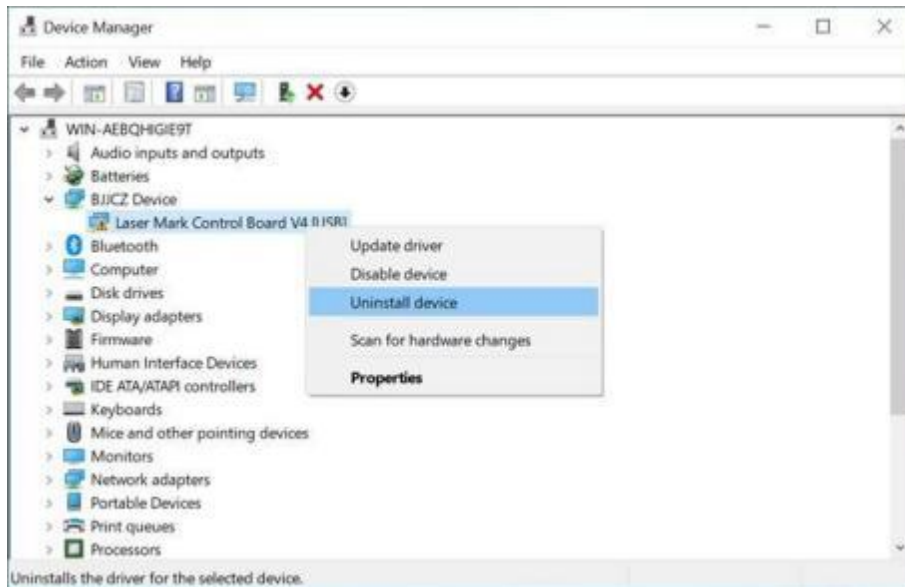 Device Manager
File Action View Help
WIN-AEBQHIGIE9T
Audio inputs and outputs
Batteries
BJJCZ Device
Laser Mark Control Board V4 [USB]
Update driver
Bluetooth
Disable device
Computer
Uninstall device
Disk drives
Display adapters
Scan for hardware changes
Firmware
Human Interface Devices
Properties
IDE ATA/ATAPI controllers
Keyboards
Mice and other pointing devices
Monitors
Network adapters
Portable Devices
Print queues
Processors
Uninstalls the driver for the selected device.